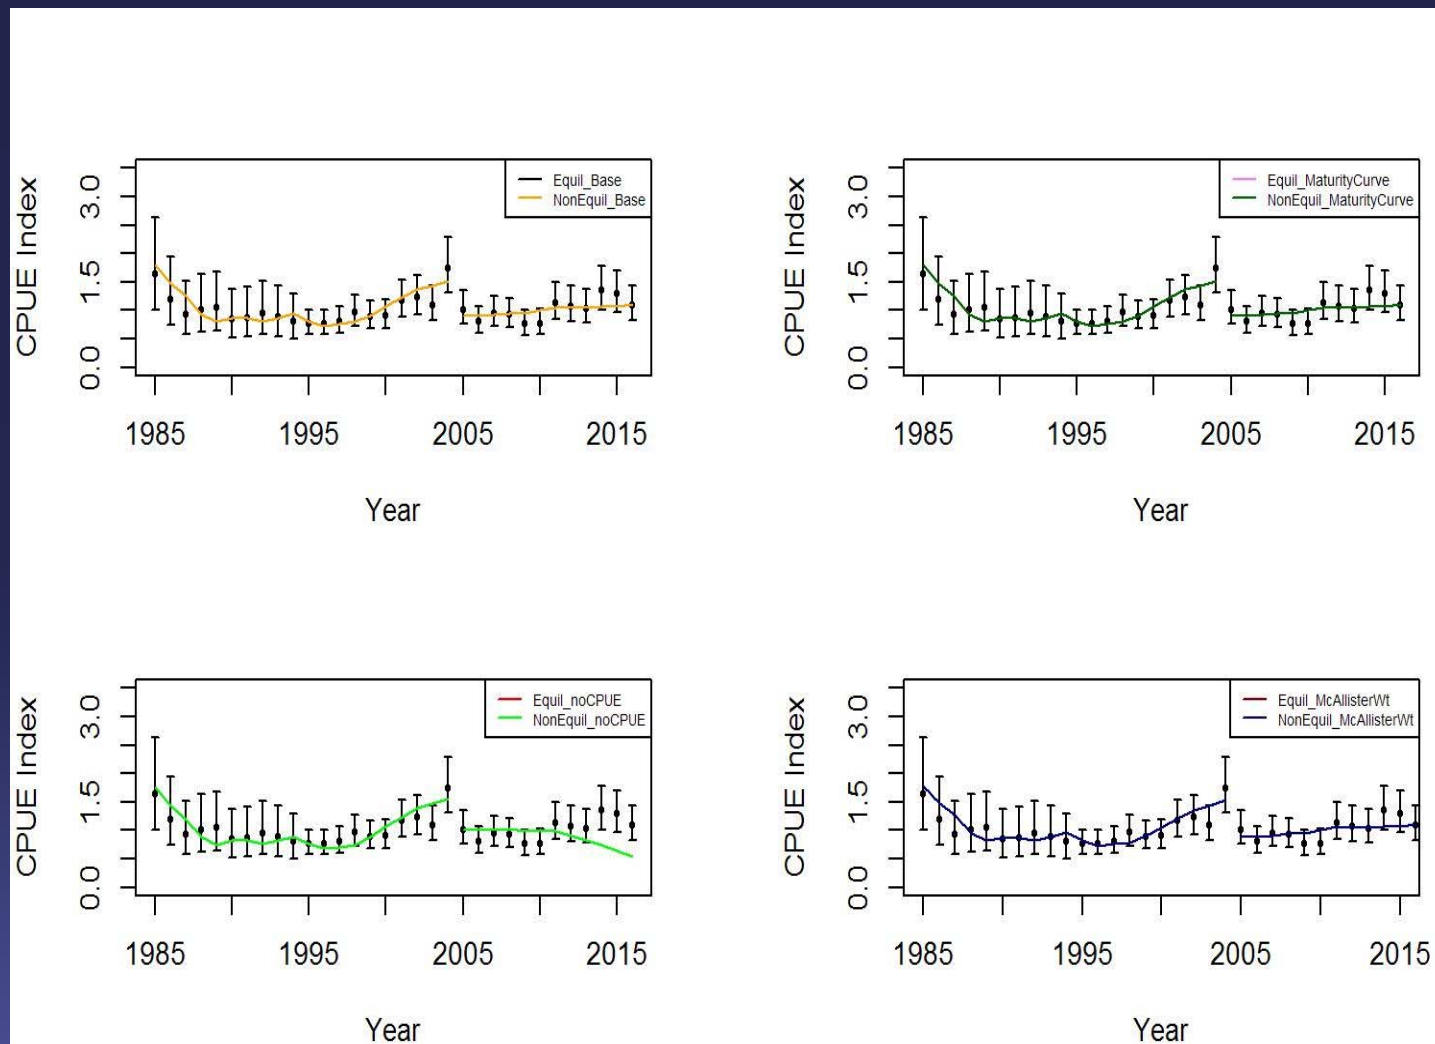 CPUE Index
3.0
1.5
0.0
Equil_Base
NonEquil_Base
1985 1995 2005 2015
Year
CPUE Index
3.0
1.5
0.0
Equil_MaturityCurve
NonEquil_MaturityCurve
1985 1995 2005 2015
Year
CPUE Index
3.0
1.5
0.0
Equil_noCPUE
NonEquil_noCPUE
1985 1995 2005 2015
Year
CPUE Index
3.0
1.5
0.0
Equil_McAllisterWt
NonEquil_McAllisterWt
1985 1995 2005 2015
Year